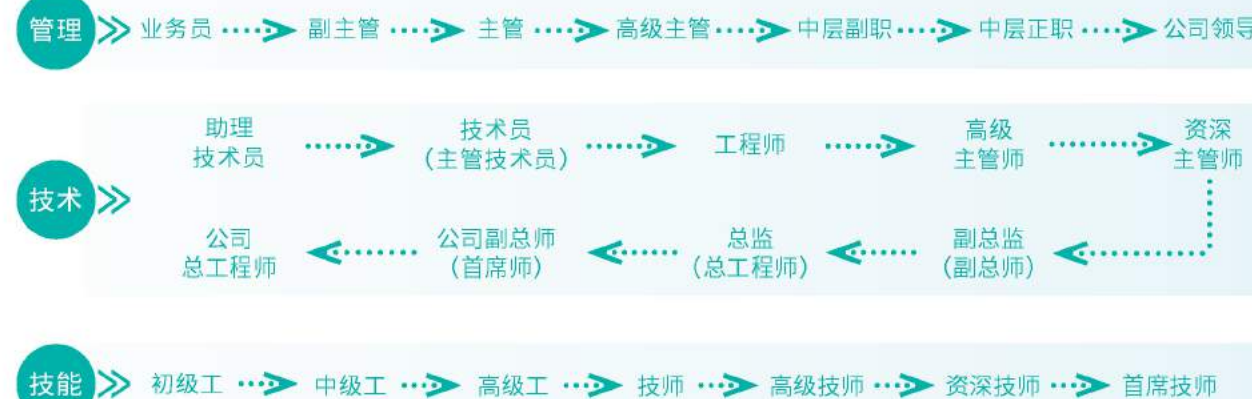 管理 业务员 副主管 主管 高级主管 中层副职 中层正职 公司领导
助理 技术员 技术员 (主管技术员) 工程师 高级 主管师 资深 主管师
技术
公司 总工程师 公司副总师 (首席师) 总监 (总工程师) 副总监 (副总师)
技能 初级工 中级工 高级工 技师 高级技师 资深技师 首席技师